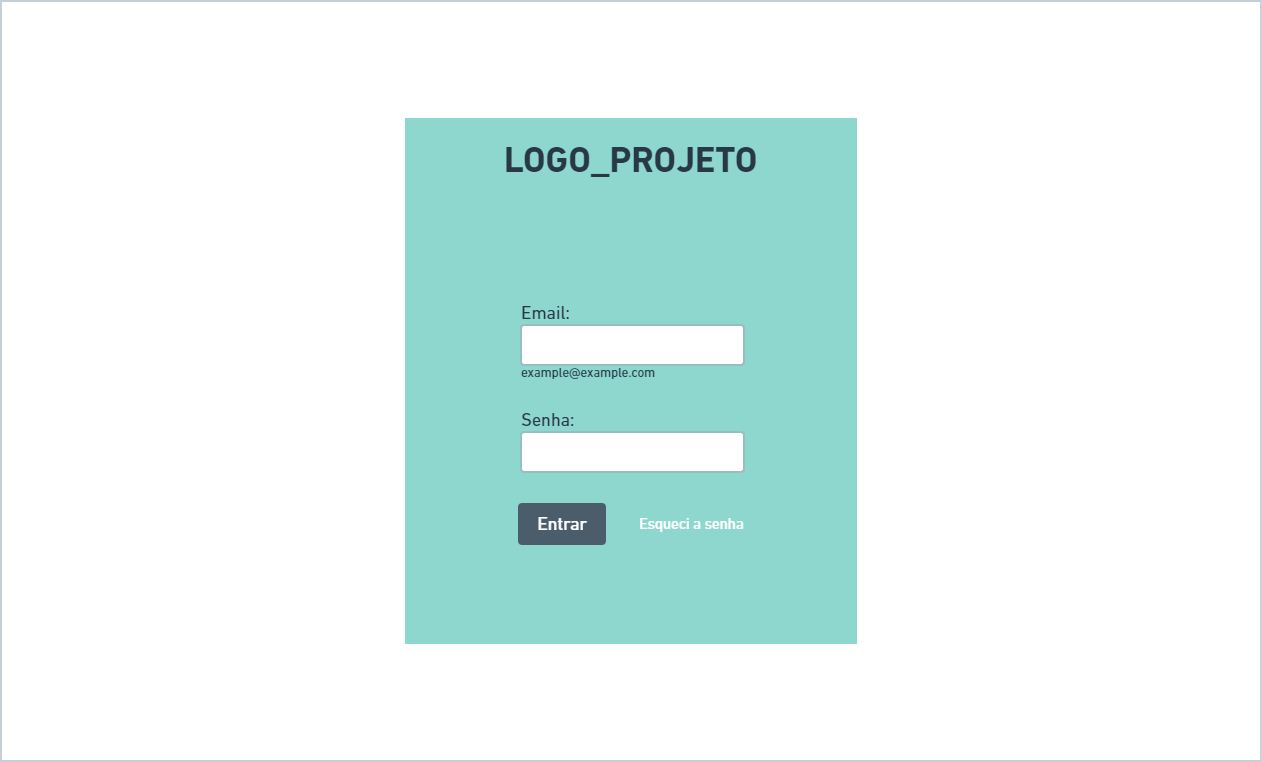 LOGO_PROJETO
Email:
example@example.com
Senha:
Entrar Esqueci a senha